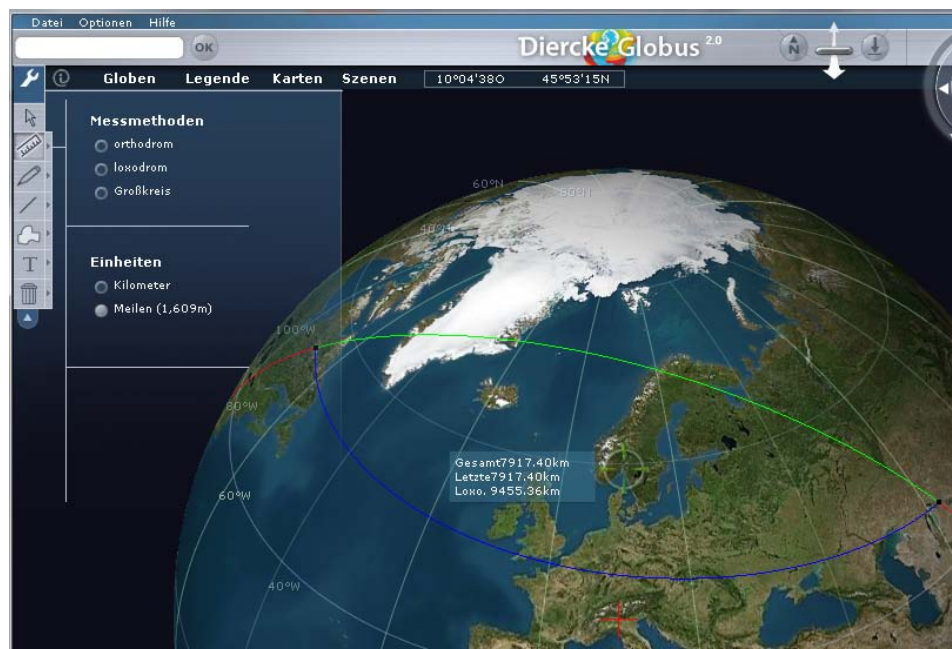 Datei Optionen Hilfe
OK
Diercke Globus 2.0
N
Globen Legende Karten Szenen 10°04'38O 45°53'15N
Messmethoden
orthodrom
loxodrom
Großkreis
Einheiten
Kilometer
Meilen (1,609m)
T
60°N
80°N
40°N
100°W
80°W
60°W
40°W
Gesamt7917.40km
Letzte7917.40km
Loxo. 9455.36km